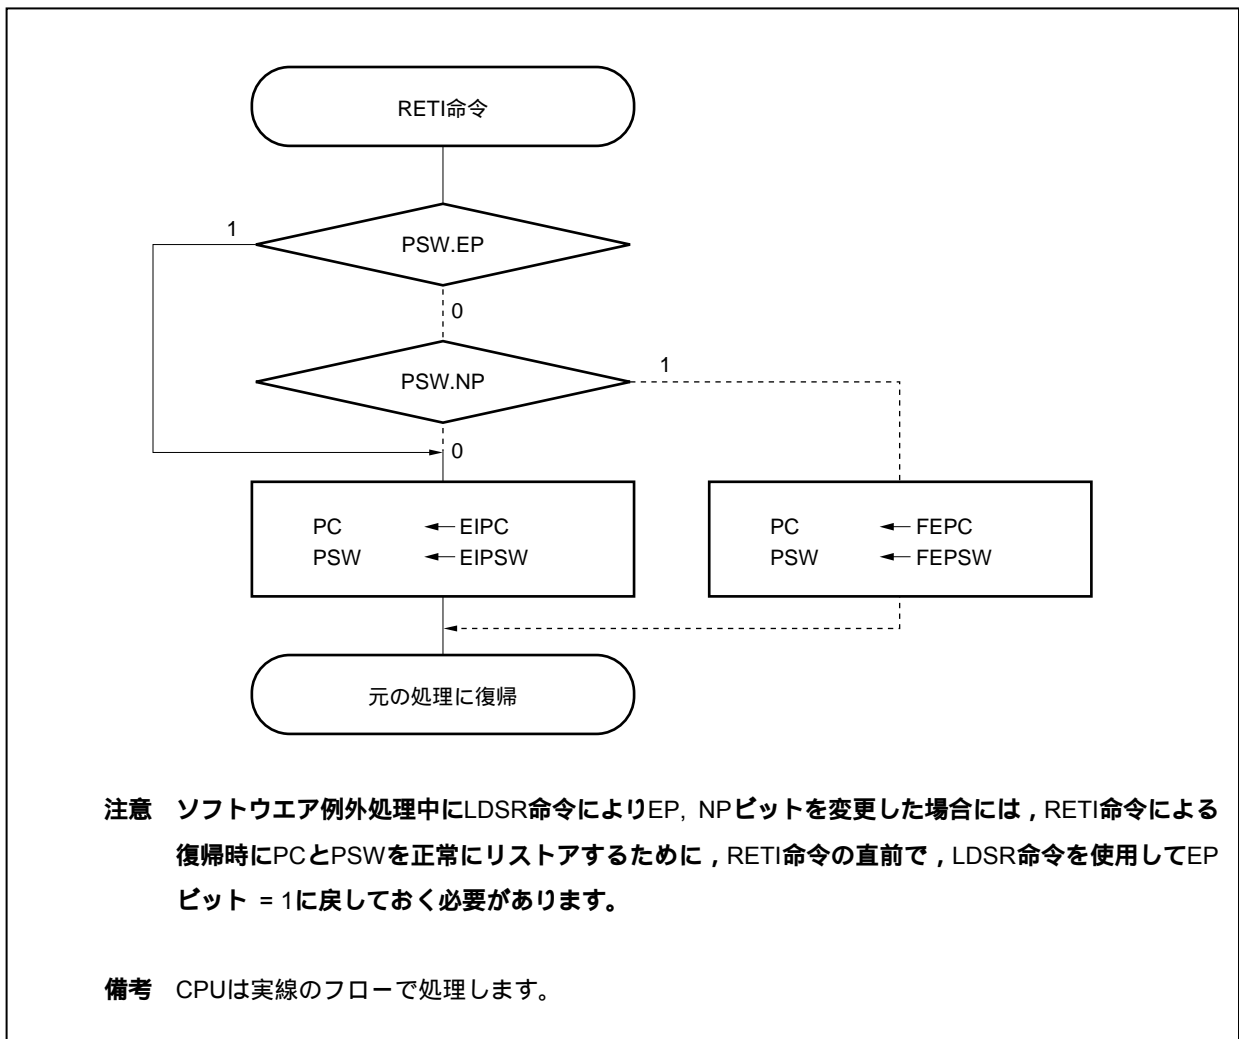 RETI命令
PSW.EP
1
0
PSW.NP
1
0
PC ← EIPC
PSW ← EIPSW
PC ← FEPC
PSW ← FEPSW
元の処理に復帰
注意 ソフトウエア例外処理中にLDSR命令によりEP, NPビットを変更した場合には，RETI命令による
復帰時にPCとPSWを正常にリストアするために，RETI命令の直前で，LDSR命令を使用してEP
ビット = 1に戻しておく必要があります。
備考 CPUは実線のフローで処理します。